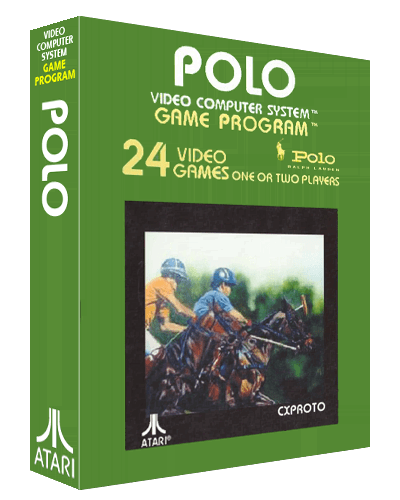 VIDEO
COMPUTER
SYSTEM
GAME
PROGRAM
POLO
ATARI
POLO
VIDEO COMPUTER SYSTEM™
GAME PROGRAM™
24 VIDEO
GAMES ONE OR TWO PLAYERS
Polo
RALPH LAUREN
CXPROTO
ATARI®